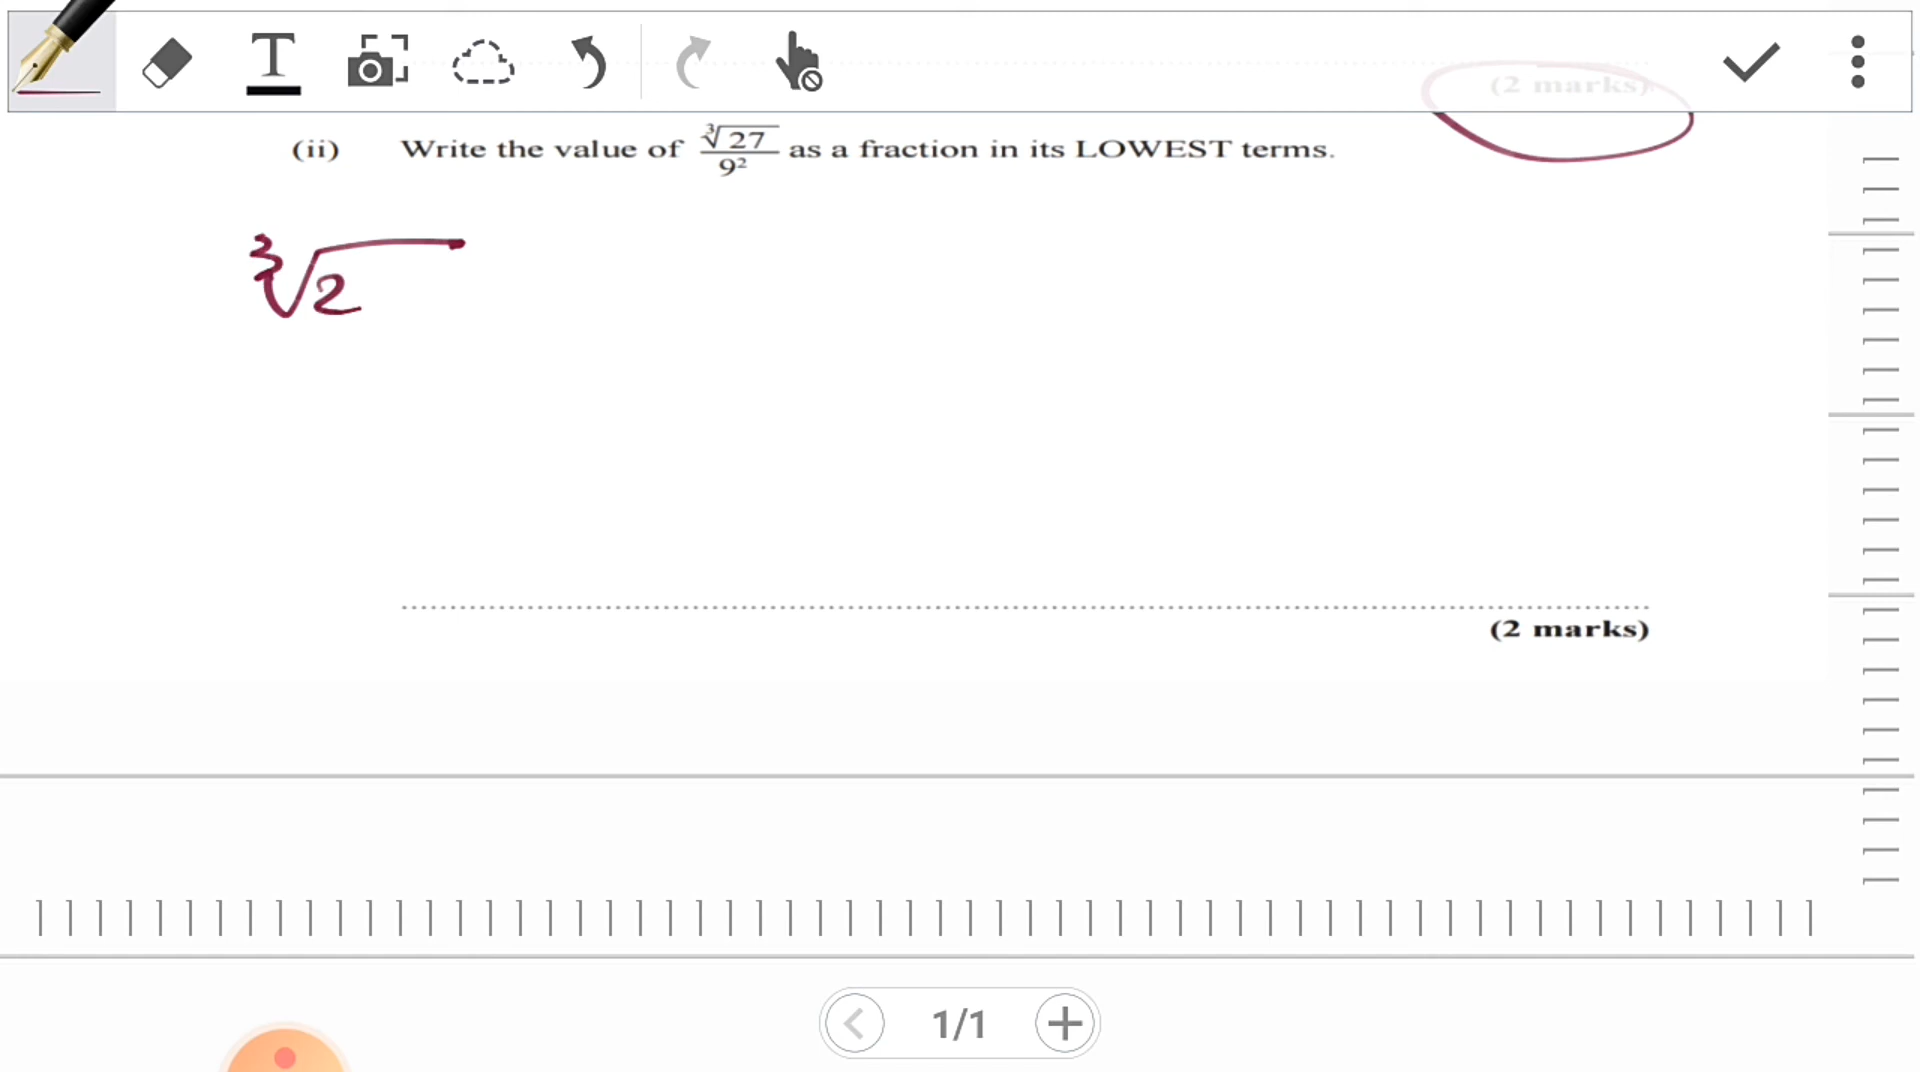 T
(2 marks)
(ii) Write the value of ∛27/9² as a fraction in its LOWEST terms.
∛2
(2 marks)
1/1